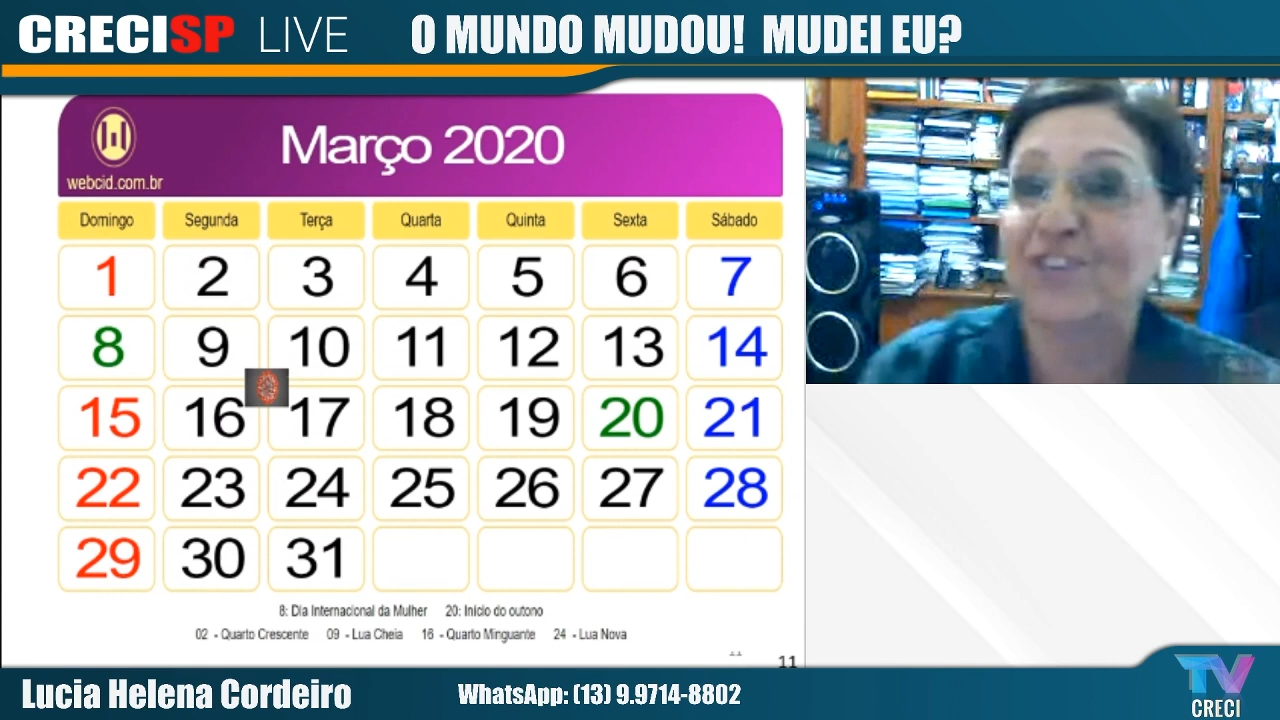 CRECISP LIVE O MUNDO MUDOU! MUDEI EU?
Março 2020
webcid.com.br
Domingo Segunda Terça Quarta Quinta Sexta Sábado
1 2 3 4 5 6 7
8 9 10 11 12 13 14
15 16 17 18 19 20 21
22 23 24 25 26 27 28
29 30 31
8: Dia Internacional da Mulher 20: Início do outono
02 - Quarto Crescente 09 - Lua Cheia 16 - Quarto Minguante 24 - Lua Nova
11
Lucia Helena Cordeiro WhatsApp: (13) 9.9714-8802
TV
CRECI